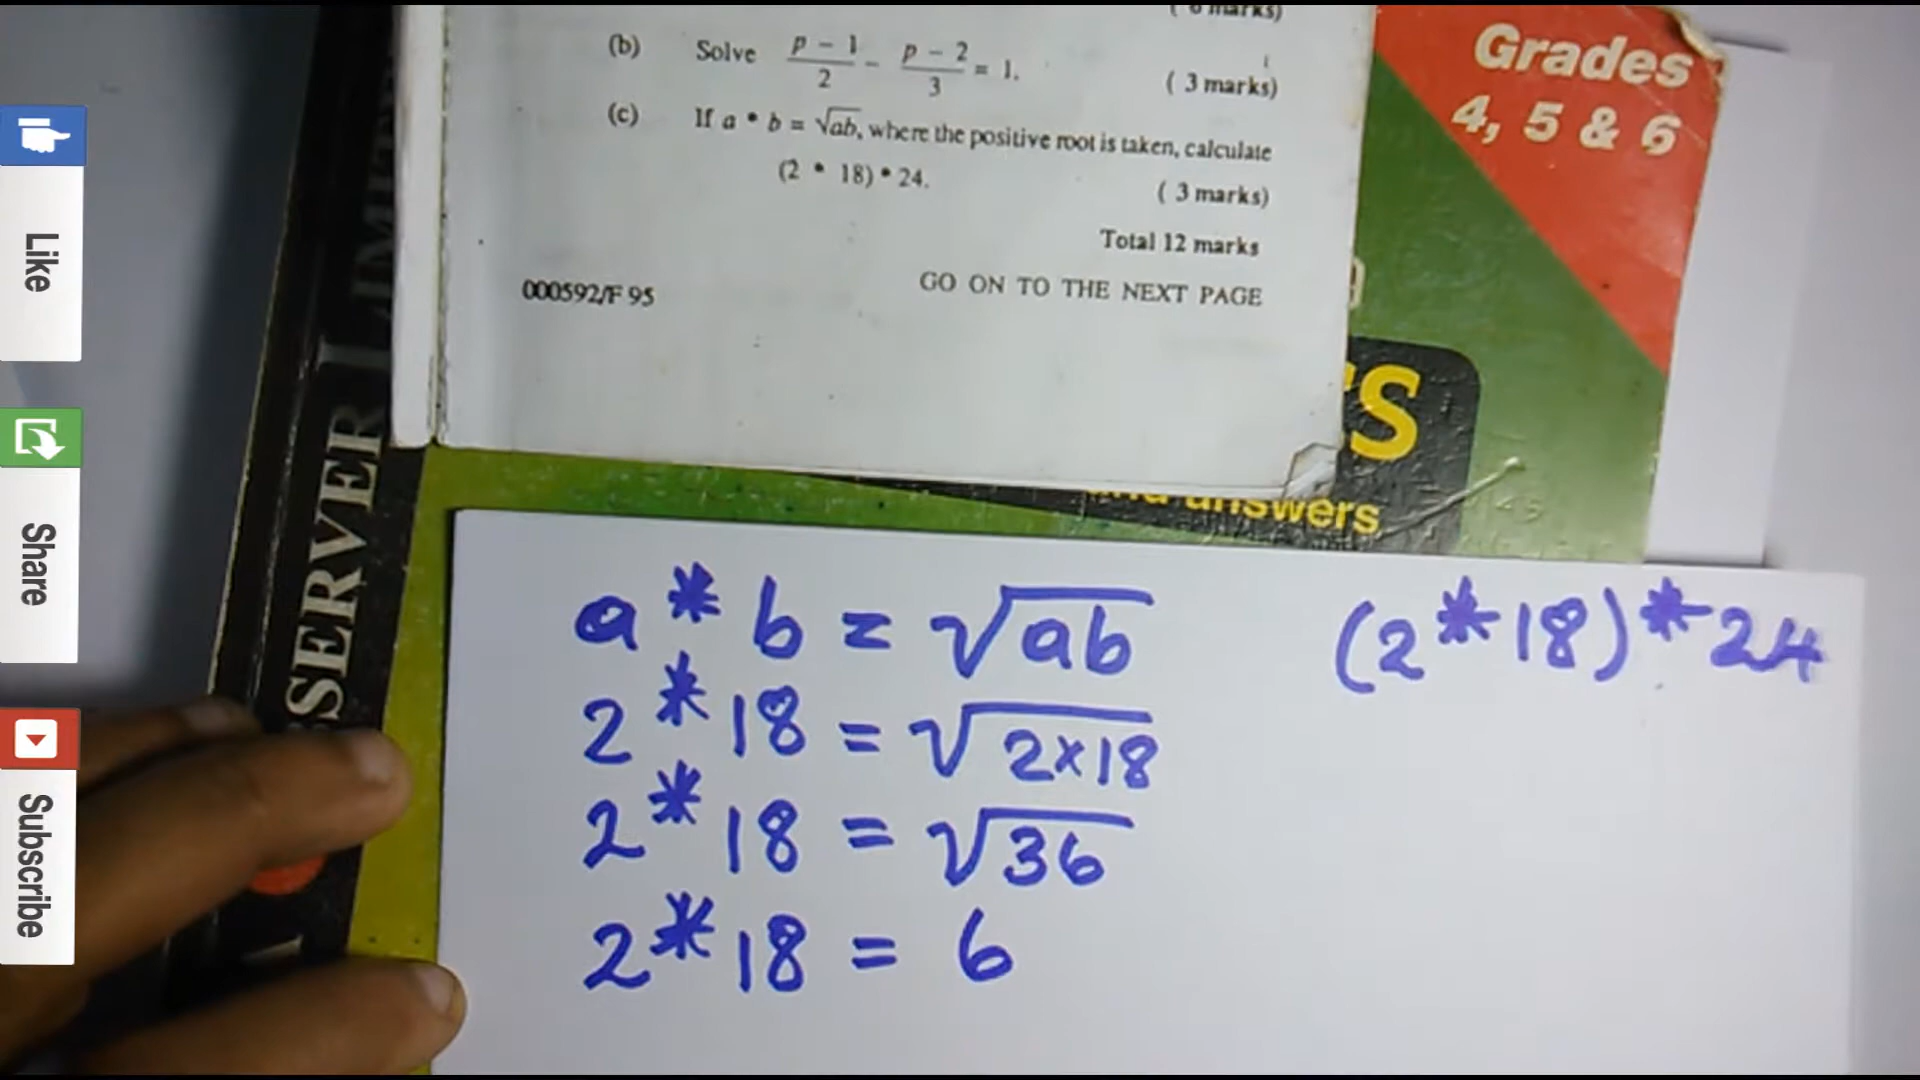 (b) Solve p - 1 / 2 - p - 2 / 3 = 1.
( 3 marks)
(c) If a * b = √ab, where the positive root is taken, calculate
(2 * 18) * 24.
( 3 marks)
Total 12 marks
000592/F 95
GO ON TO THE NEXT PAGE
Grades
4, 5 & 6
answers
SERVER
Like
Share
Subscribe
a * b = √ab
2 * 18 = √2×18
2 * 18 = √36
2 * 18 = 6
(2 * 18) * 24